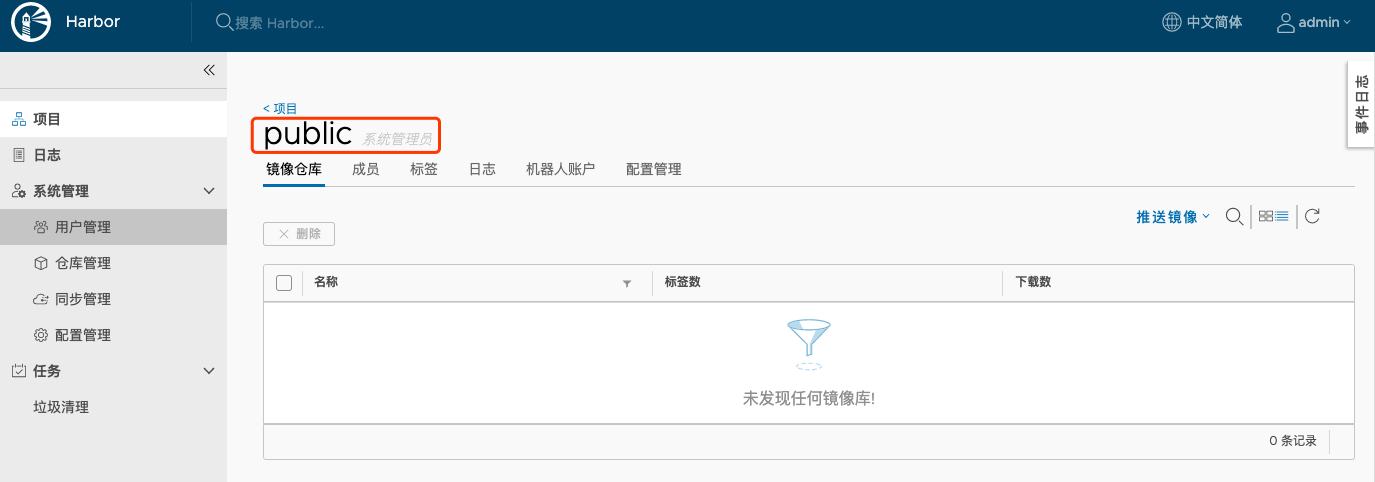 Harbor
搜索 Harbor...
中文简体
admin
事件日志
项目
日志
系统管理
用户管理
仓库管理
同步管理
配置管理
任务
垃圾清理
< 项目
public 系统管理员
镜像仓库 成员 标签 日志 机器人账户 配置管理
推送镜像
× 删除
名称 标签数 下载数
未发现任何镜像库!
0 条记录